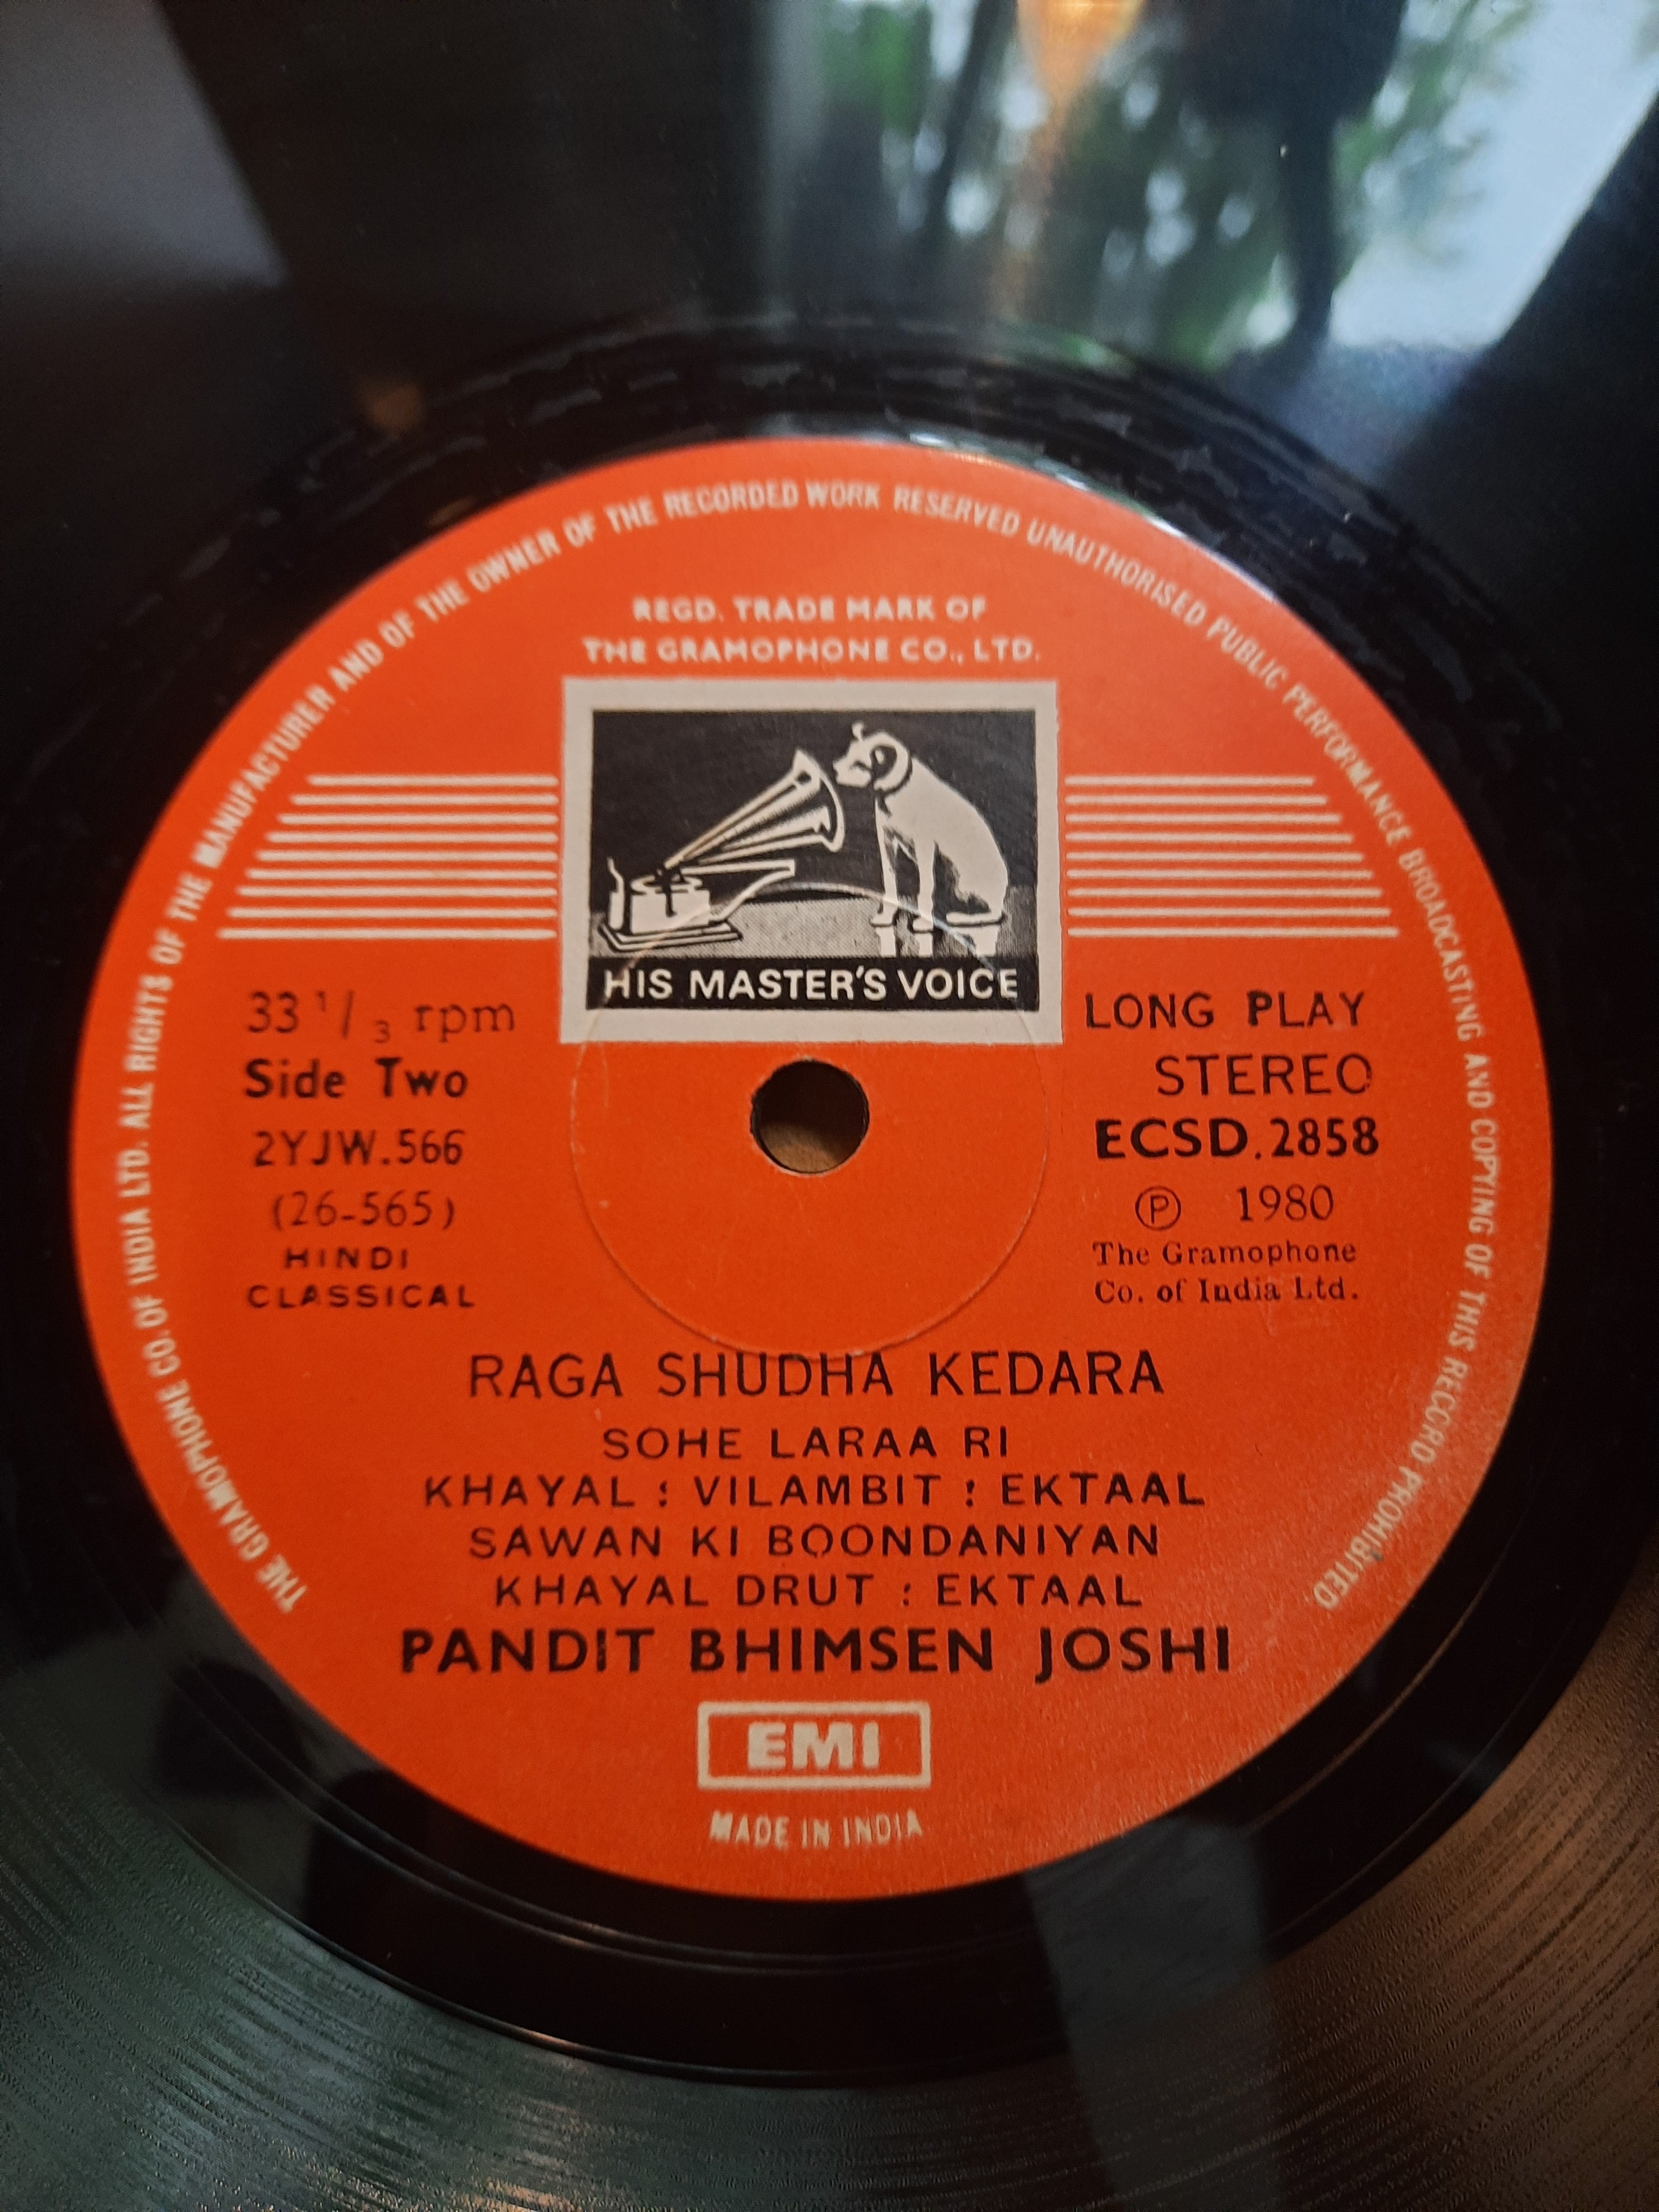 THE GRAMOPHONE CO. OF INDIA LTD. ALL RIGHTS OF THE MANUFACTURER AND OF THE OWNER OF THE RECORDED WORK RESERVED UNAUTHORISED PUBLIC PERFORMANCE BROADCASTING AND COPYING OF THIS RECORD PROHIBITED
REGD. TRADE MARK OF
THE GRAMOPHONE CO., LTD.
HIS MASTER'S VOICE
33 1/3 rpm
Side Two
2YJW.566
(26-565)
HINDI
CLASSICAL
LONG PLAY
STEREO
ECSD.2858
Ⓟ 1980
The Gramophone
Co. of India Ltd.
RAGA SHUDHA KEDARA
SOHE LARAA RI
KHAYAL : VILAMBIT : EKTAAL
SAWAN KI BOONDANIYAN
KHAYAL DRUT : EKTAAL
PANDIT BHIMSEN JOSHI
EMI
MADE IN INDIA